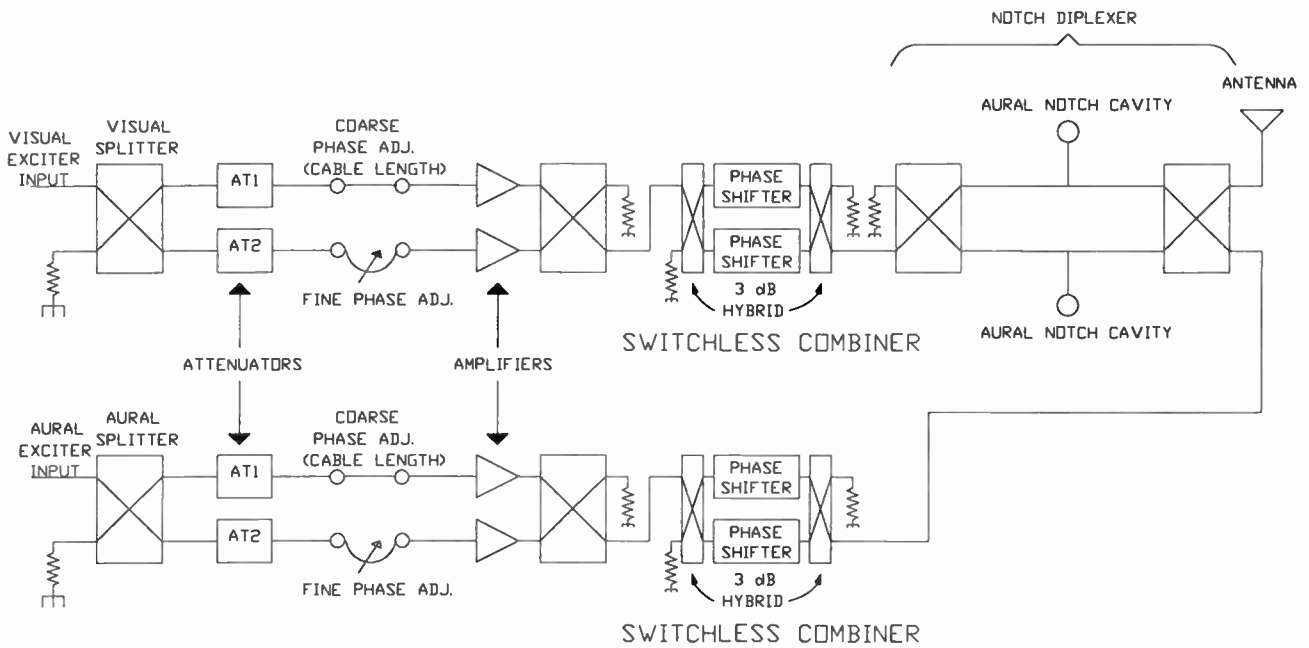 NOTCH DIPLEXER
ANTENNA
AURAL NOTCH CAVITY
VISUAL
EXCITER
INPUT
VISUAL
SPLITTER
COARSE
PHASE ADJ.
(CABLE LENGTH)
AT1
AT2
FINE PHASE ADJ.
PHASE
SHIFTER
PHASE
SHIFTER
3 dB
HYBRID
SWITCHLESS COMBINER
AURAL NOTCH CAVITY
ATTENUATORS
AMPLIFIERS
AURAL
EXCITER
INPUT
AURAL
SPLITTER
COARSE
PHASE ADJ.
(CABLE LENGTH)
AT1
AT2
FINE PHASE ADJ.
PHASE
SHIFTER
PHASE
SHIFTER
3 dB
HYBRID
SWITCHLESS COMBINER